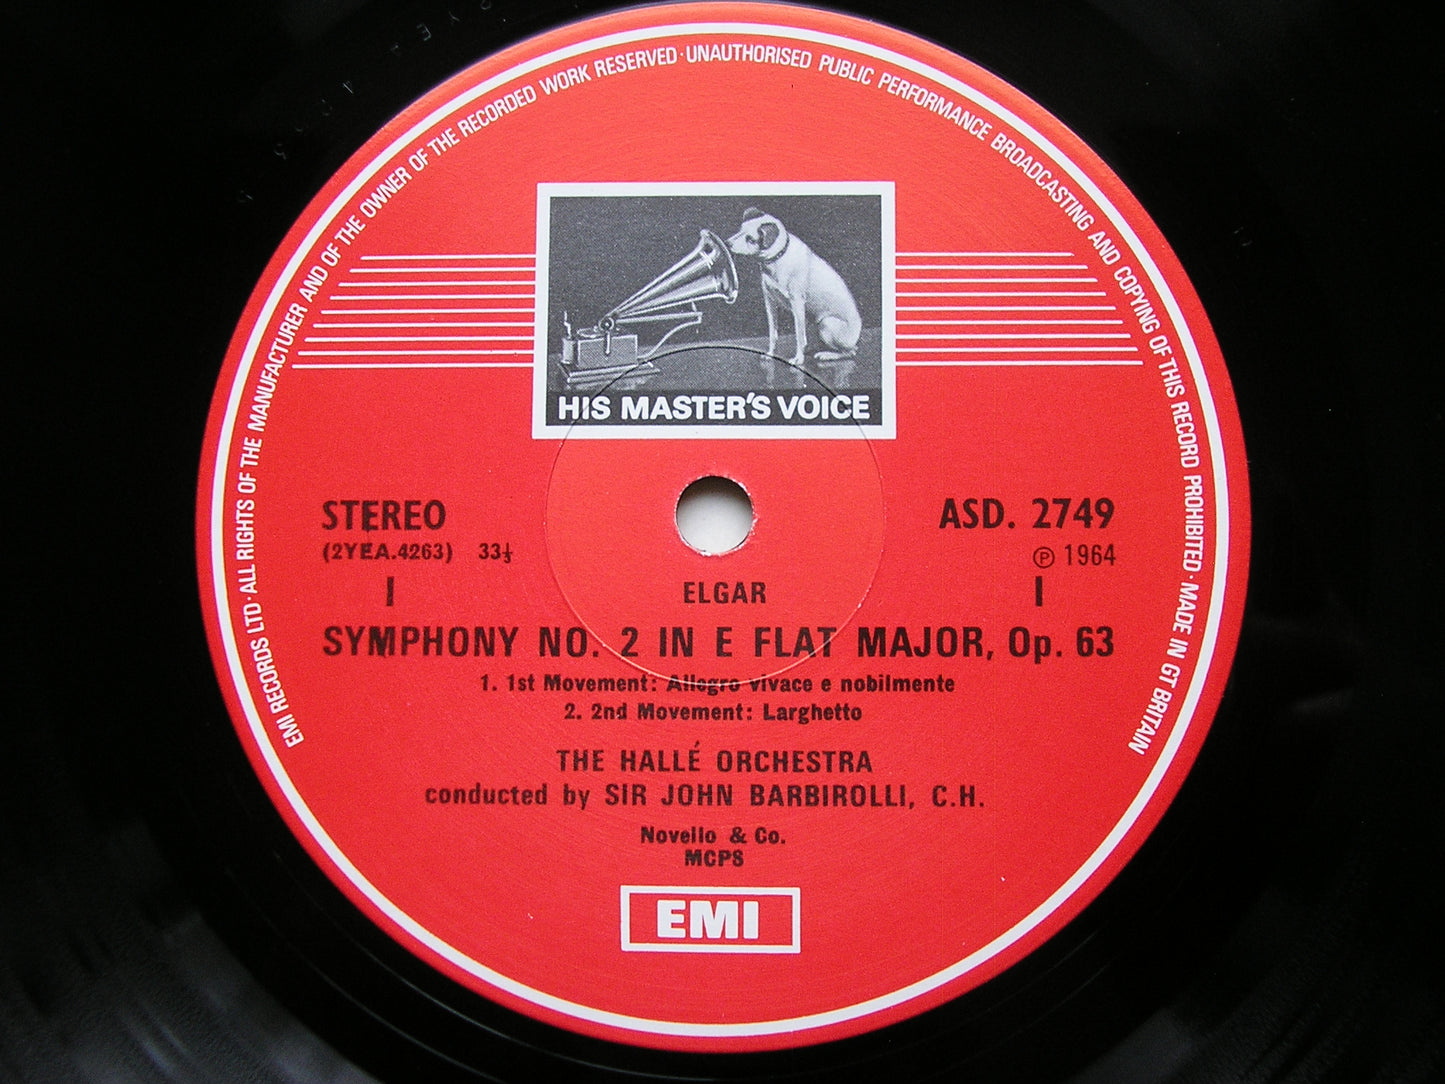 EMI RECORDS LTD · ALL RIGHTS OF THE MANUFACTURER AND OF THE OWNER OF THE RECORDED WORK RESERVED · UNAUTHORISED PUBLIC PERFORMANCE BROADCASTING AND COPYING OF THIS RECORD PROHIBITED · MADE IN GT BRITAIN
HIS MASTER'S VOICE
STEREO ASD. 2749
(2YEA.4263) 33⅓ ℗ 1964
I I
ELGAR
SYMPHONY NO. 2 IN E FLAT MAJOR, Op. 63
1. 1st Movement: Allegro vivace e nobilmente
2. 2nd Movement: Larghetto
THE HALLÉ ORCHESTRA
conducted by SIR JOHN BARBIROLLI, C.H.
Novello & Co.
MCPS
EMI